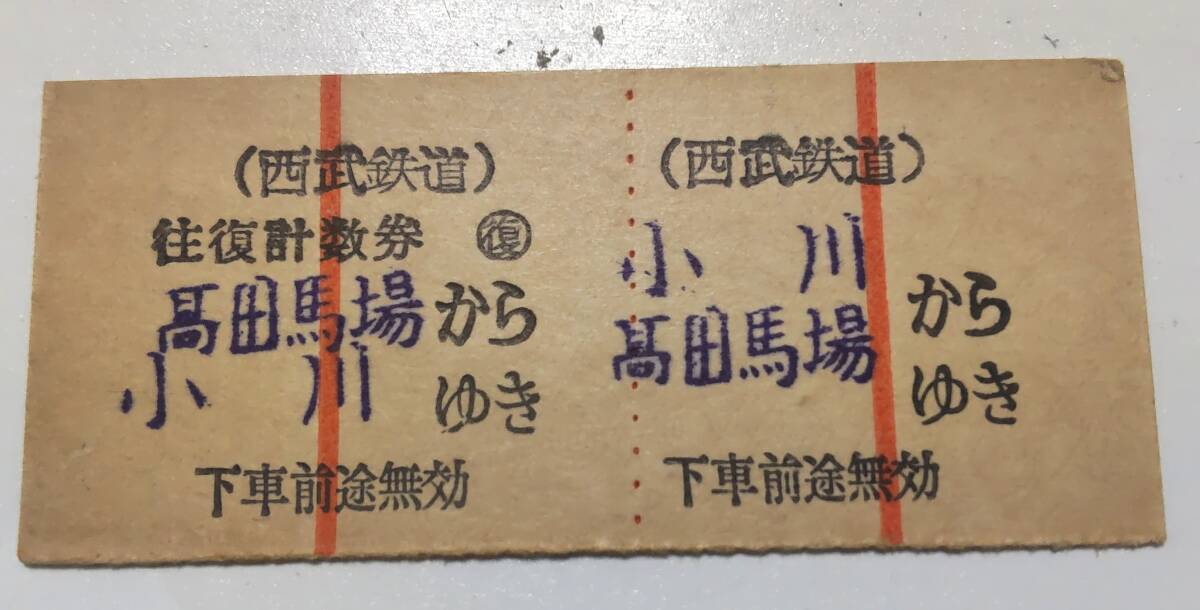 (西武鉄道)
往復計数券 ㊝
髙田馬場から
小川ゆき
下車前途無効
(西武鉄道)
小川から
髙田馬場ゆき
下車前途無効